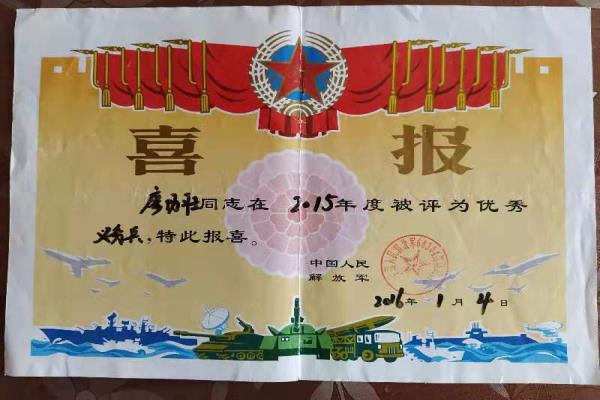 喜报
同志在2015年度被评为优秀
义务兵,特此报喜。
中国人民
解放军
2016年1月4日